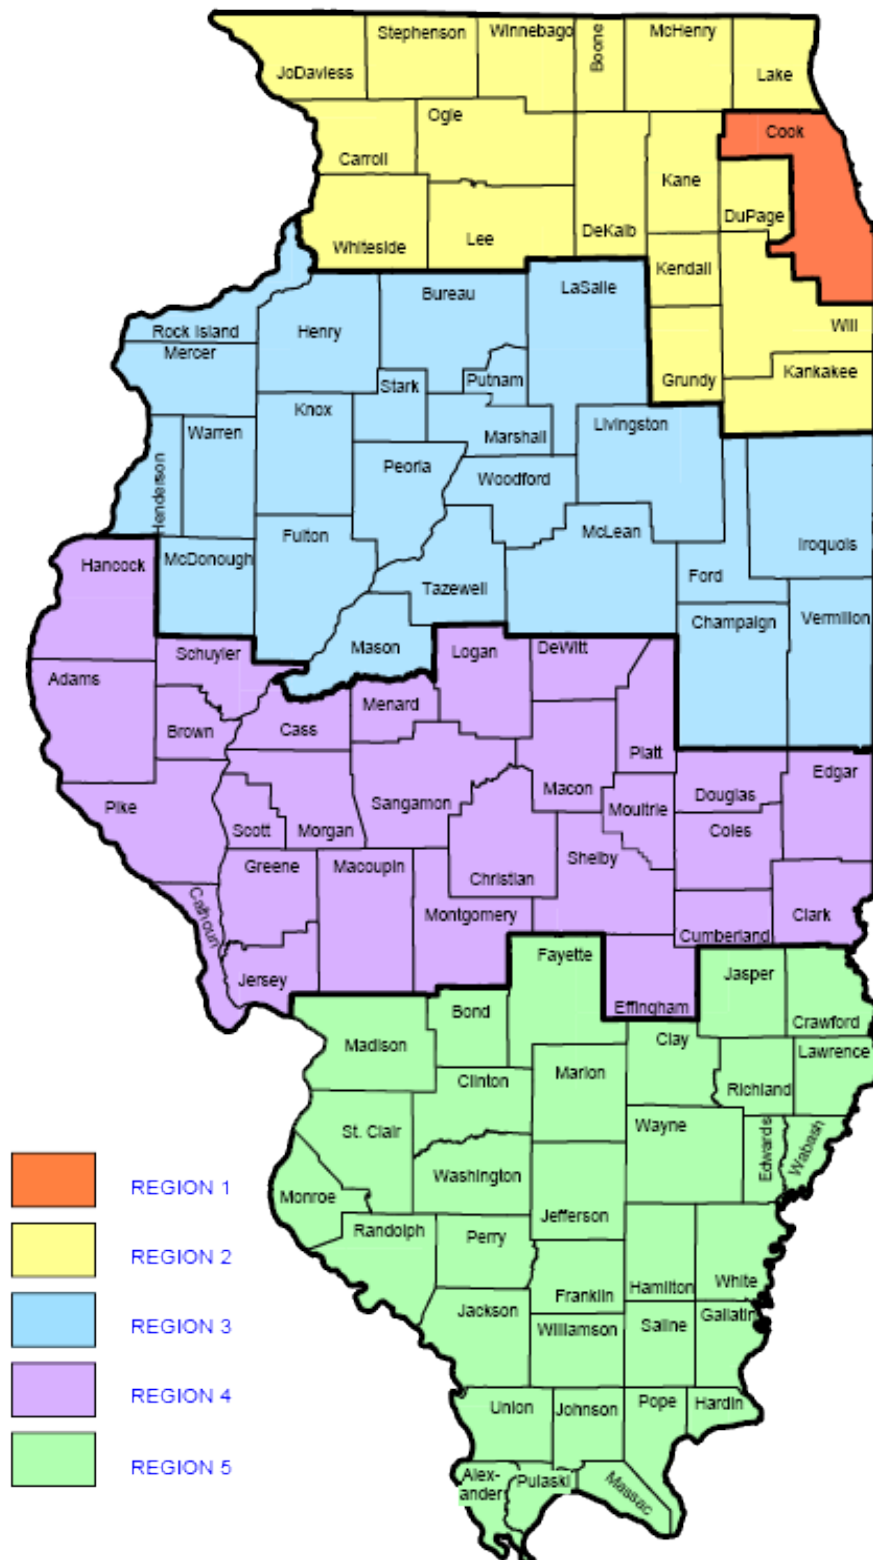 Stephenson
Winnebago
Boone
McHenry
JoDaviess
Lake
Ogle
Cook
Carroll
Kane
DuPage
Whiteside
Lee
DeKalb
Kendall
Bureau
LaSalle
Rock Island
Henry
Will
Mercer
Stark
Putnam
Grundy
Kankakee
Knox
Warren
Marshall
Livingston
Peoria
Woodford
Henderson
Fulton
McLean
Iroquois
Hancock
McDonough
Tazewell
Ford
Champaign
Vermilion
Schuyler
Mason
Logan
DeWitt
Adams
Menard
Brown
Cass
Piatt
Edgar
Pike
Sangamon
Macon
Moultrie
Douglas
Scott
Morgan
Coles
Greene
Macoupin
Christian
Shelby
Calhoun
Montgomery
Clark
Cumberland
Jersey
Fayette
Jasper
Effingham
Bond
Crawford
Madison
Clay
Lawrence
Clinton
Marion
Richland
St. Clair
Wayne
Edwards
Wabash
REGION 1
Monroe
Washington
Randolph
Perry
Jefferson
REGION 2
Franklin
Hamilton
White
Jackson
Williamson
Saline
Gallatin
REGION 3
REGION 4
Union
Johnson
Pope
Hardin
REGION 5
Alex-
ander
Pulaski
Massac